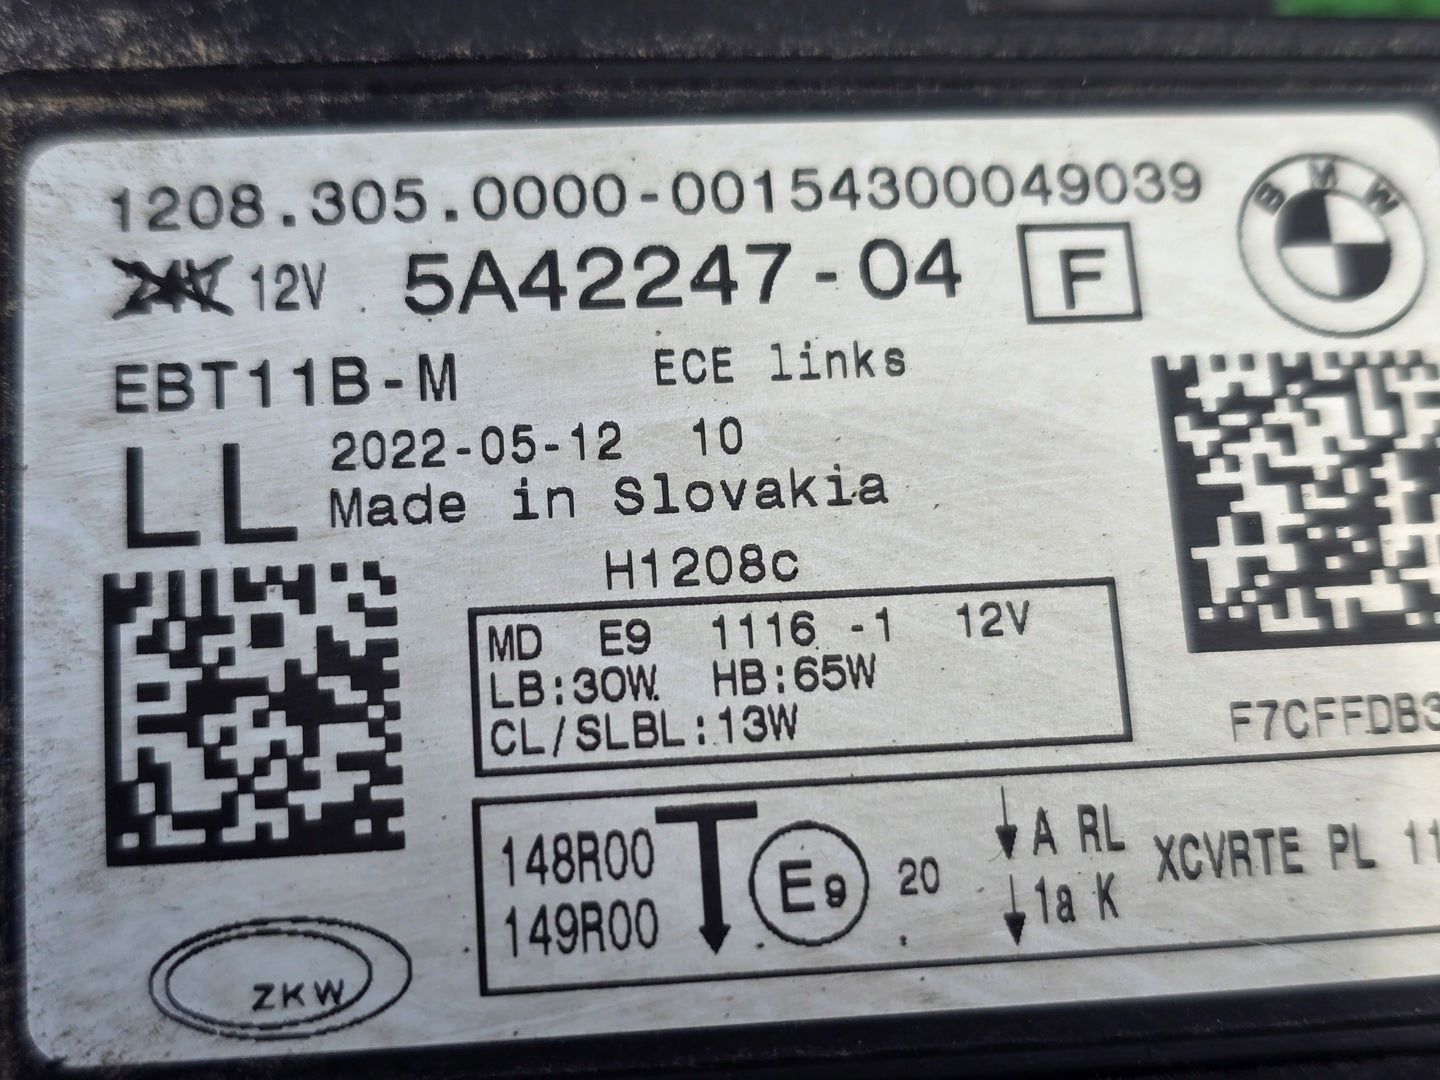 1208.305.0000-00154300049039
BMW
12V 5A42247-04 F
EBT11B-M ECE links
LL 2022-05-12 10
Made in Slovakia
H1208c
MD E9 1116 -1 12V
LB:30W HB:65W
CL/SLBL:13W
F7CFFDB3
148R00 T E9 20 ↓A RL XCVRTE PL 11
149R00 ↓1a K
ZKW